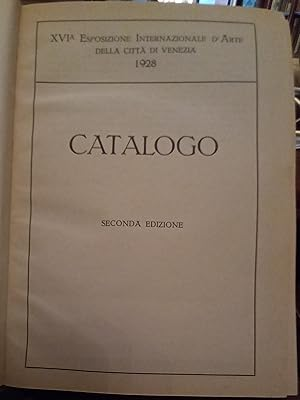 XVIᴬ Esposizione Internazionale d'Arte
della città di Venezia
1928
CATALOGO
SECONDA EDIZIONE